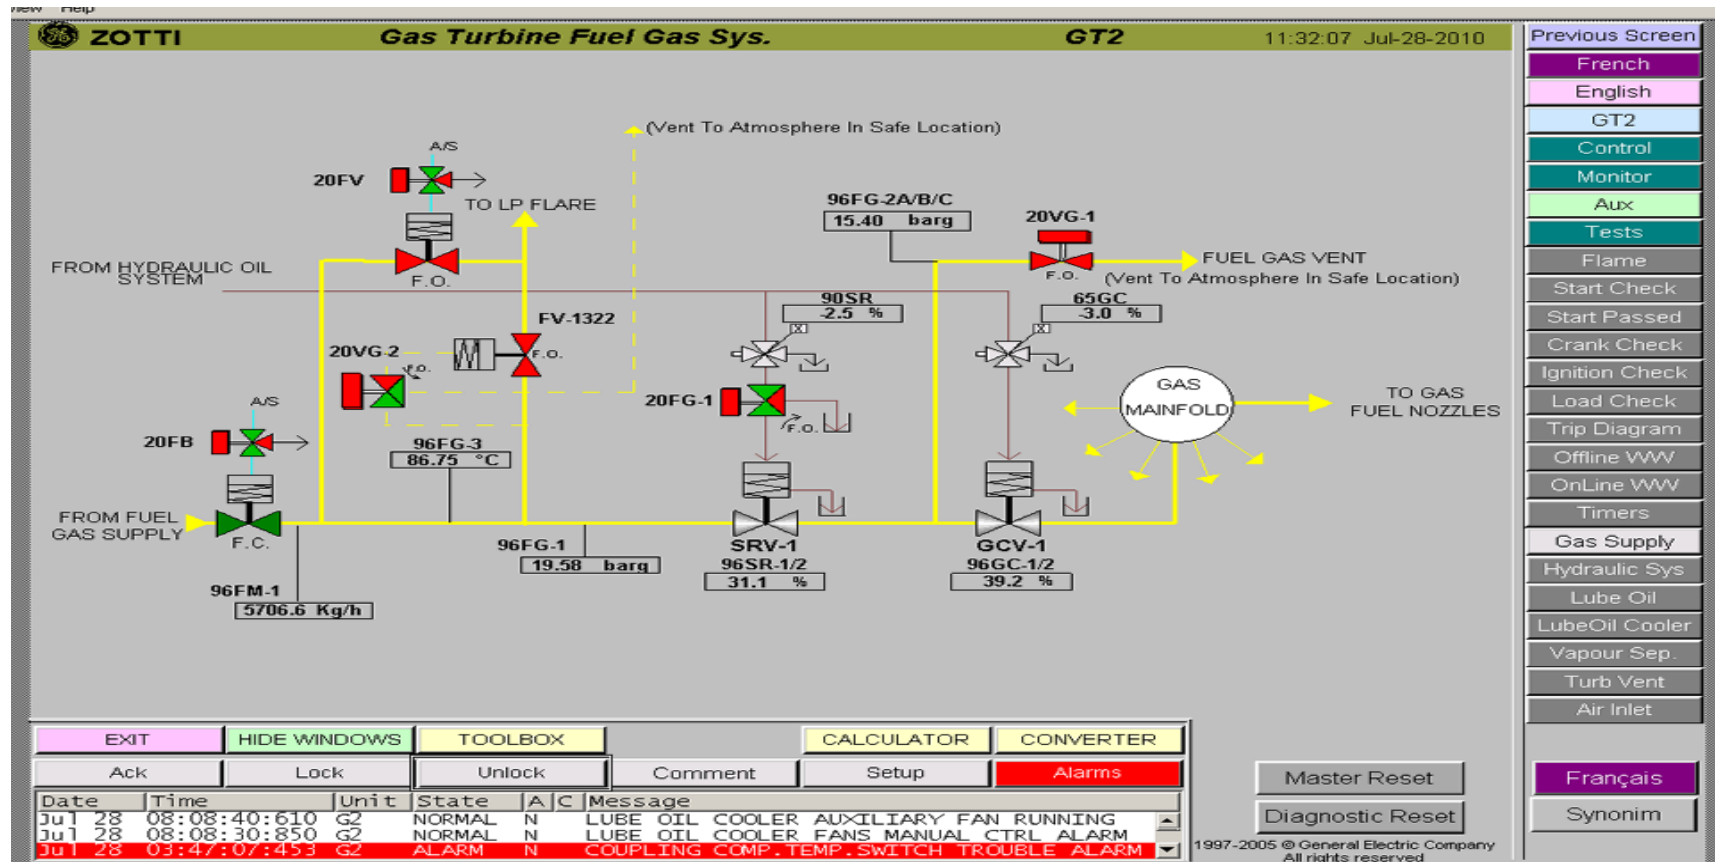 Help
ZOTTI
Gas Turbine Fuel Gas Sys.
GT2
11:32:07 Jul-28-2010
Previous Screen
French
English
GT2
Control
Monitor
Aux
Tests
Flame
Start Check
Start Passed
Crank Check
Ignition Check
Load Check
Trip Diagram
Offline WW
OnLine WW
Timers
Gas Supply
Hydraulic Sys
Lube Oil
LubeOil Cooler
Vapour Sep.
Turb Vent
Air Inlet
Français
Synonim
(Vent To Atmosphere In Safe Location)
A/S
20FV
TO LP FLARE
96FG-2A/B/C
15.40 barg
20VG-1
FROM HYDRAULIC OIL
SYSTEM
F.O.
F.O.
FUEL GAS VENT
(Vent To Atmosphere In Safe Location)
90SR
-2.5 %
65GC
-3.0 %
X
X
FV-1322
20VG-2
F.O.
F.O.
A/S
20FG-1
F.O.
GAS
MAINFOLD
TO GAS
FUEL NOZZLES
20FB
96FG-3
86.75 °C
FROM FUEL
GAS SUPPLY
F.C.
96FG-1
19.58 barg
SRV-1
96SR-1/2
31.1 %
GCV-1
96GC-1/2
39.2 %
96FM-1
5706.6 Kg/h
EXIT
HIDE WINDOWS
TOOLBOX
CALCULATOR
CONVERTER
Ack
Lock
Unlock
Comment
Setup
Alarms
Date Time Unit State A C Message
Jul 28 08:08:40:610 G2 NORMAL N LUBE OIL COOLER AUXILIARY FAN RUNNING
Jul 28 08:08:30:850 G2 NORMAL N LUBE OIL COOLER FANS MANUAL CTRL ALARM
Jul 28 03:47:07:453 G2 ALARM N COUPLING COMP.TEMP.SWITCH TROUBLE ALARM
Master Reset
Diagnostic Reset
1997-2005 © General Electric Company
All rights reserved